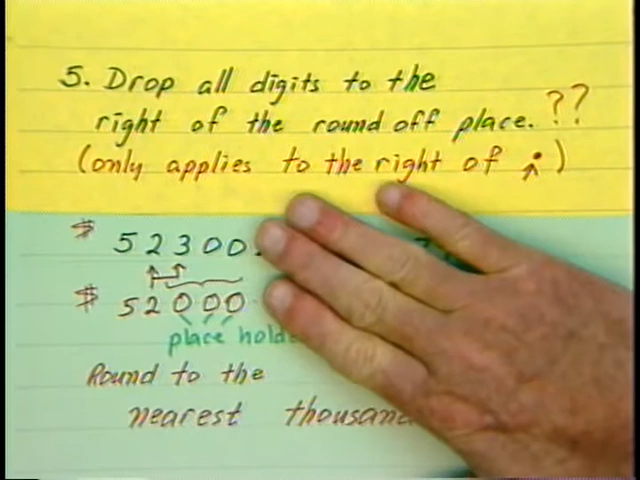 5. Drop all digits to the
right of the round off place. ??
(only applies to the right of .)
$ 52300.
$ 52000
place hold
Round to the
nearest thousan